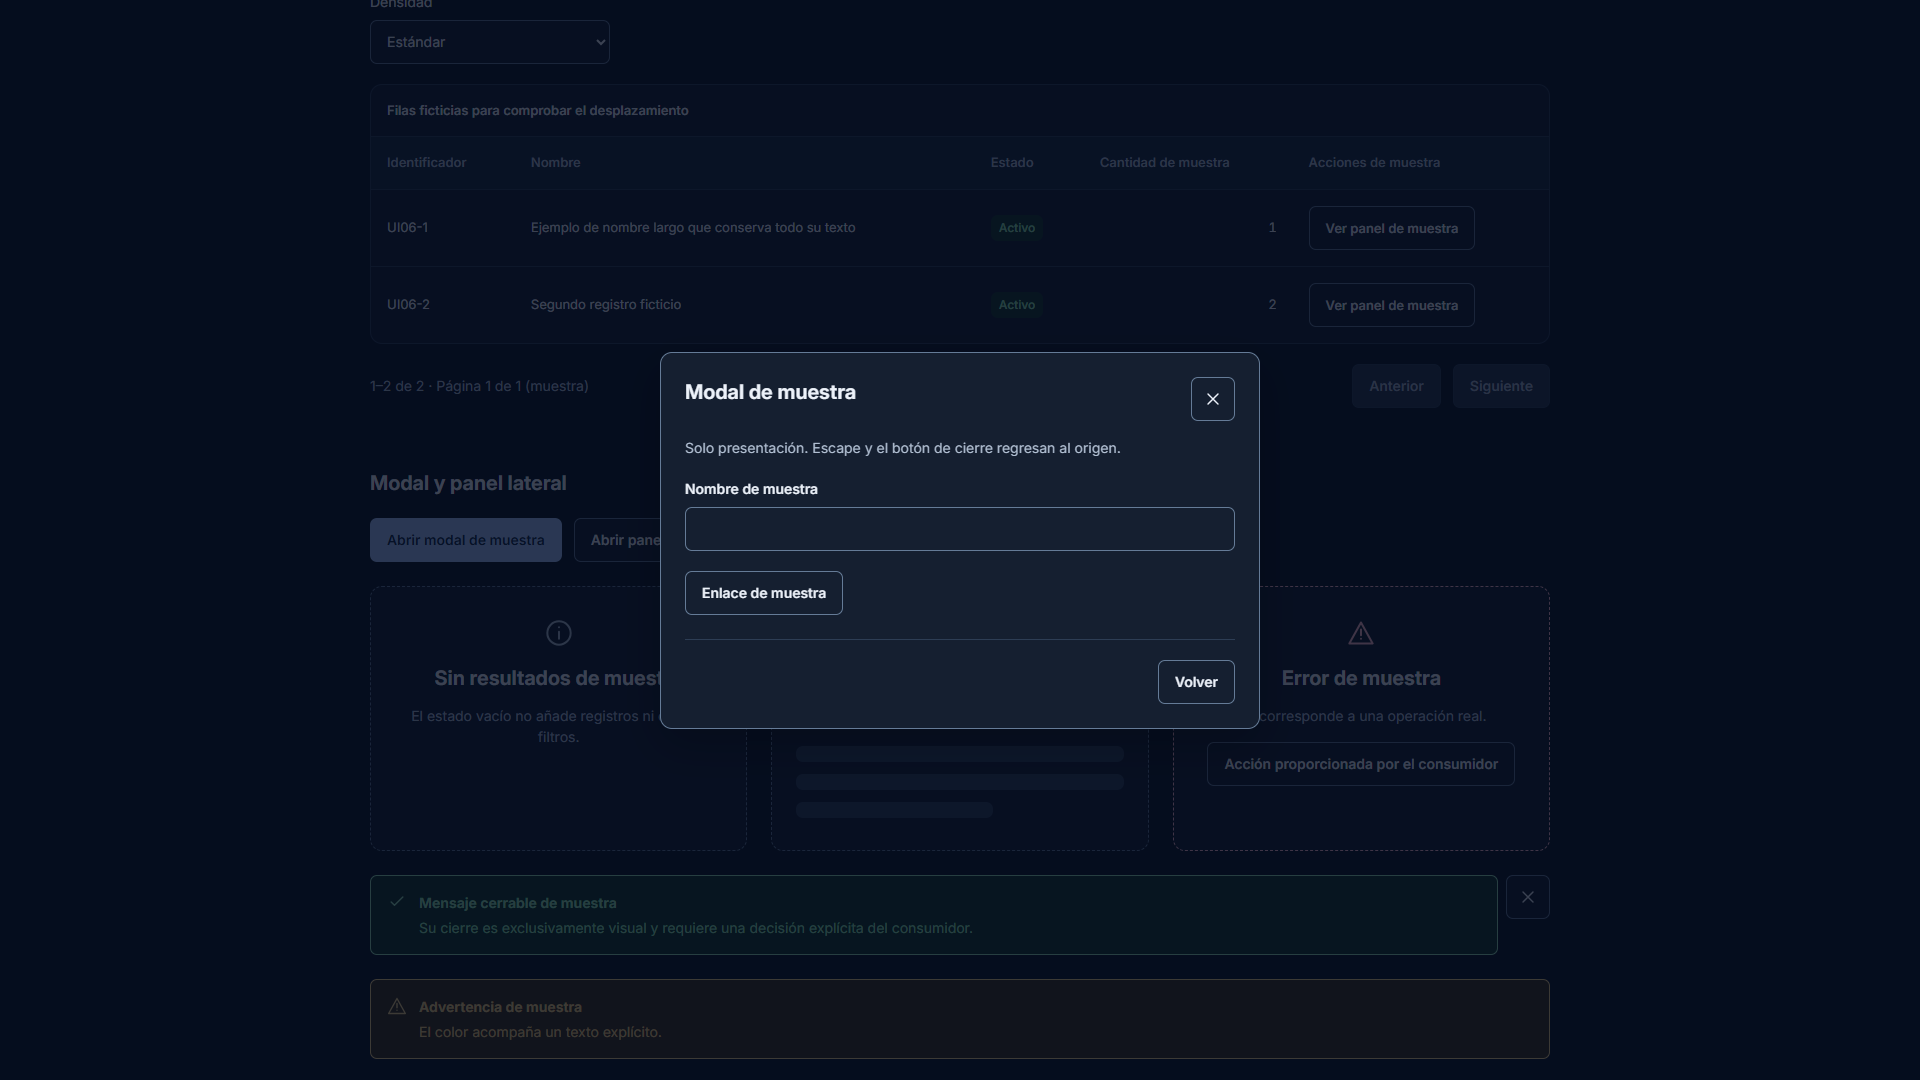 Densidad
Estándar
Filas ficticias para comprobar el desplazamiento
Identificador Nombre Estado Cantidad de muestra Acciones de muestra
UI06-1 Ejemplo de nombre largo que conserva todo su texto Activo 1 Ver panel de muestra
UI06-2 Segundo registro ficticio Activo 2 Ver panel de muestra
1–2 de 2 · Página 1 de 1 (muestra)
Anterior Siguiente
Modal de muestra
Solo presentación. Escape y el botón de cierre regresan al origen.
Nombre de muestra
Enlace de muestra
Volver
Modal y panel lateral
Abrir modal de muestra Abrir pane
Sin resultados de muest
El estado vacío no añade registros ni
filtros.
Error de muestra
corresponde a una operación real.
Acción proporcionada por el consumidor
Mensaje cerrable de muestra
Su cierre es exclusivamente visual y requiere una decisión explícita del consumidor.
Advertencia de muestra
El color acompaña un texto explícito.